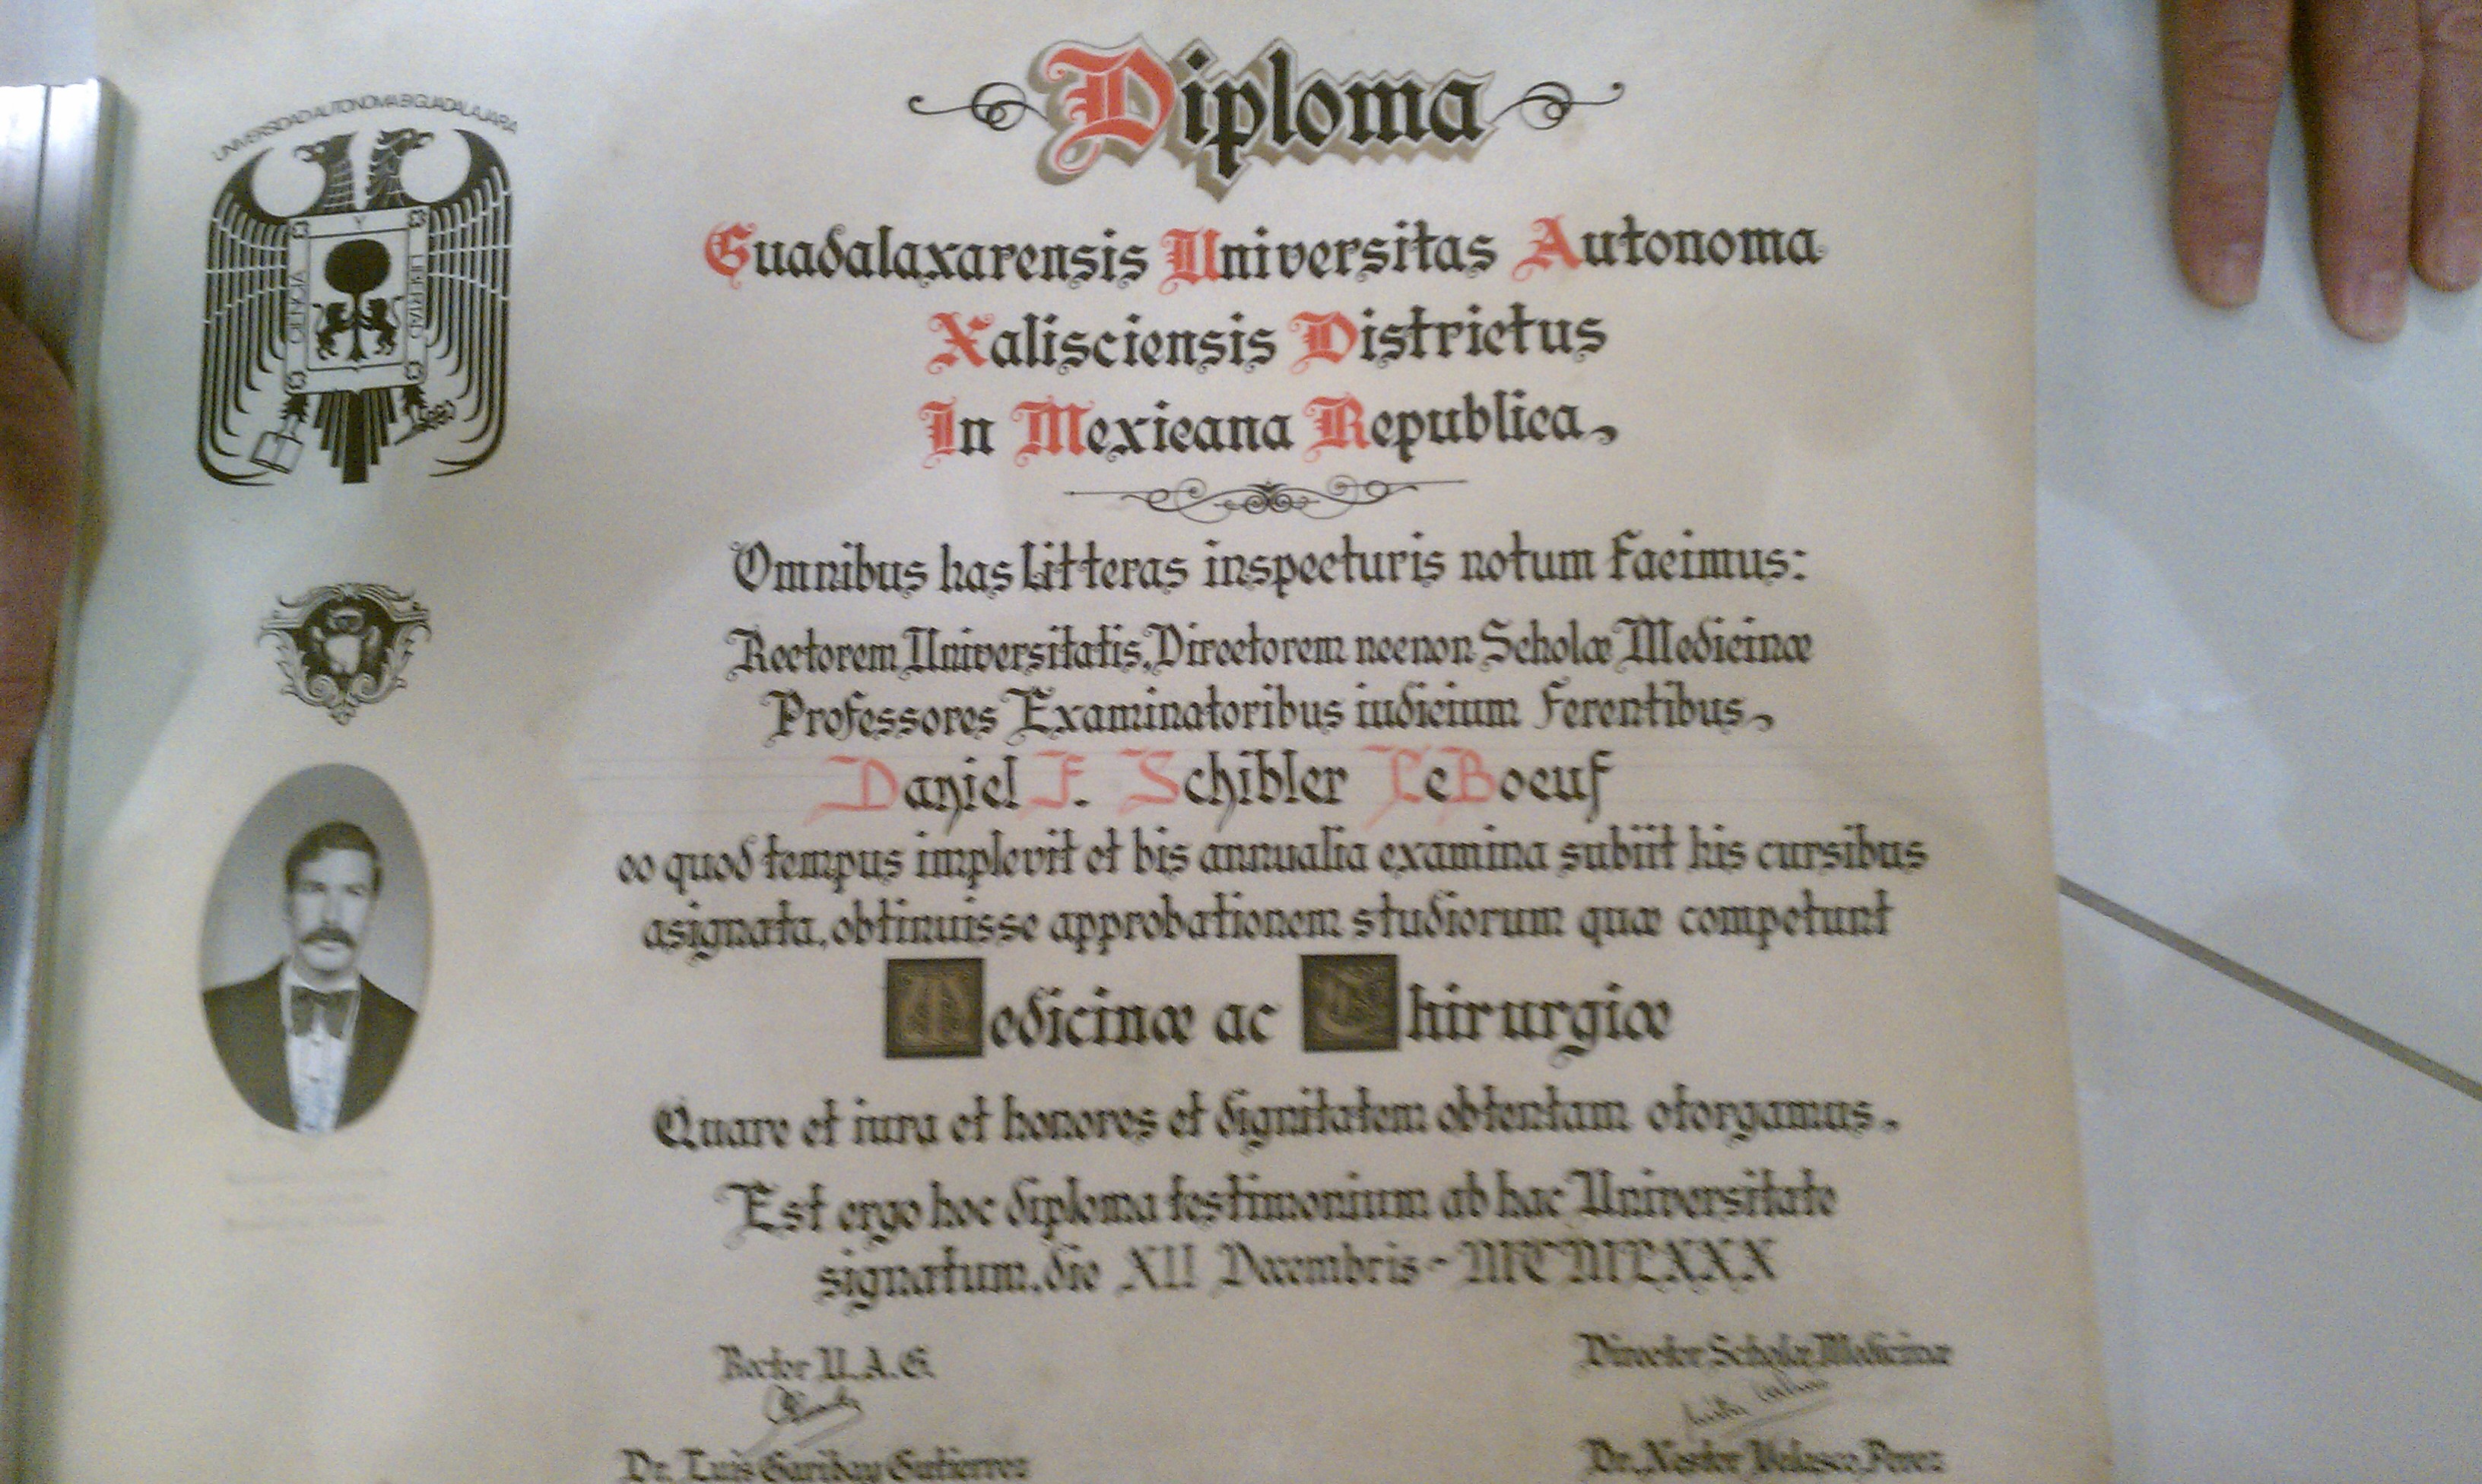 Diploma
UNIVERSIDAD AUTONOMA DE GUADALAJARA
Y
CIENCIA
LIBERTAD
Guadalaxarensis Universitas Autonoma
Xalisciensis Districtus
In Mexicana Republica,
Omnibus has Litteras inspecturis notum facimus:
Rectorem Universitatis, Directorem necnon Scholæ Medicinæ
Professores Examinatoribus iudicium ferentibus,
Daniel F. Schibler LeBoeuf
eo quod tempus implevit et bis annualia examina subiit his cursibus
asignata, obtinuisse approbationem studiorum quæ competunt
Medicinæ ac Chirurgiæ
Quare et iura et honores et dignitatem obtentam otorgamus.
Est ergo hoc diploma testimonium ab hac Universitate
signatum, die XII Decembris - MCMLXXX
Rector U.A.G.
Director Scholæ Medicinæ
Dr. Luis Garibay Gutierrez
Dr. Nestor Velasco Perez